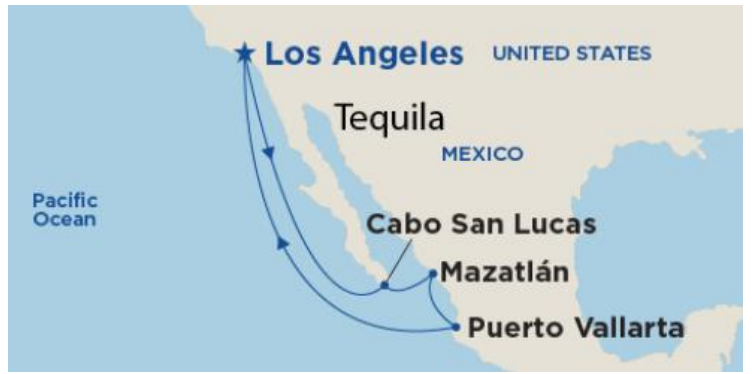 Los Angeles
UNITED STATES
Tequila
MEXICO
Pacific
Ocean
Cabo San Lucas
Mazatlán
Puerto Vallarta